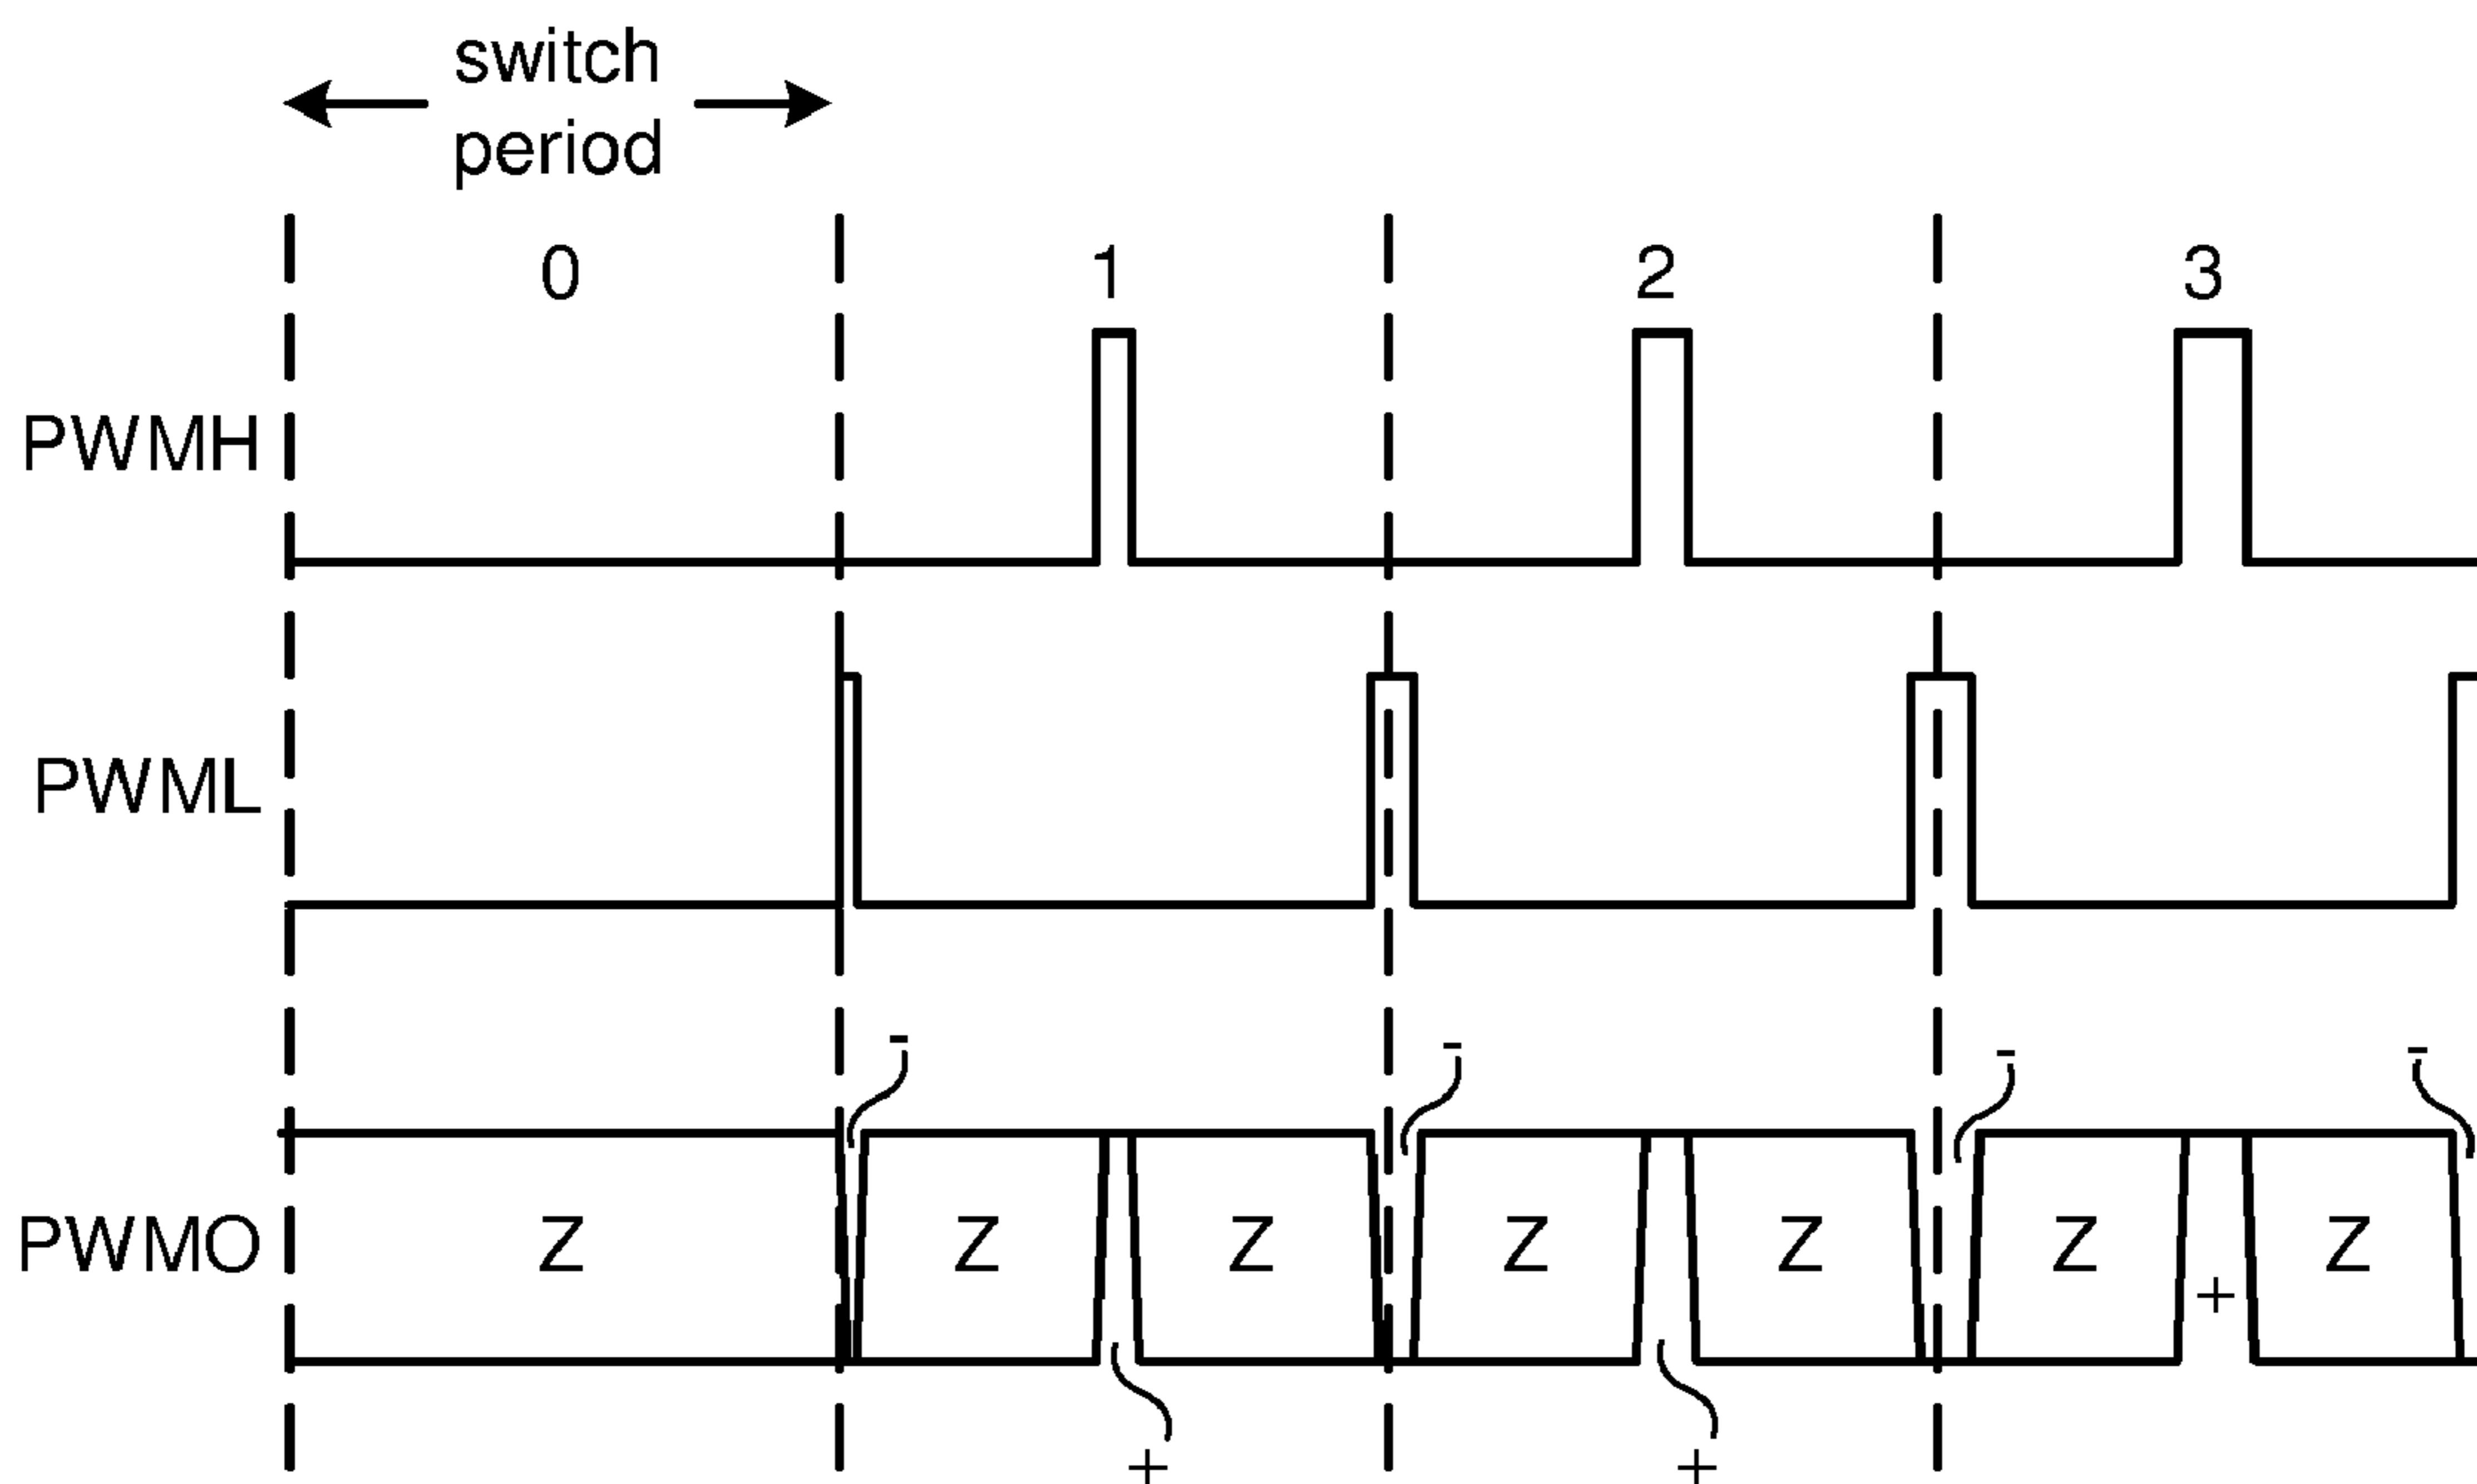 switch
period
0 1 2 3
PWMH
PWML
- - - -
PWMO Z Z Z Z Z Z Z
+
+ +